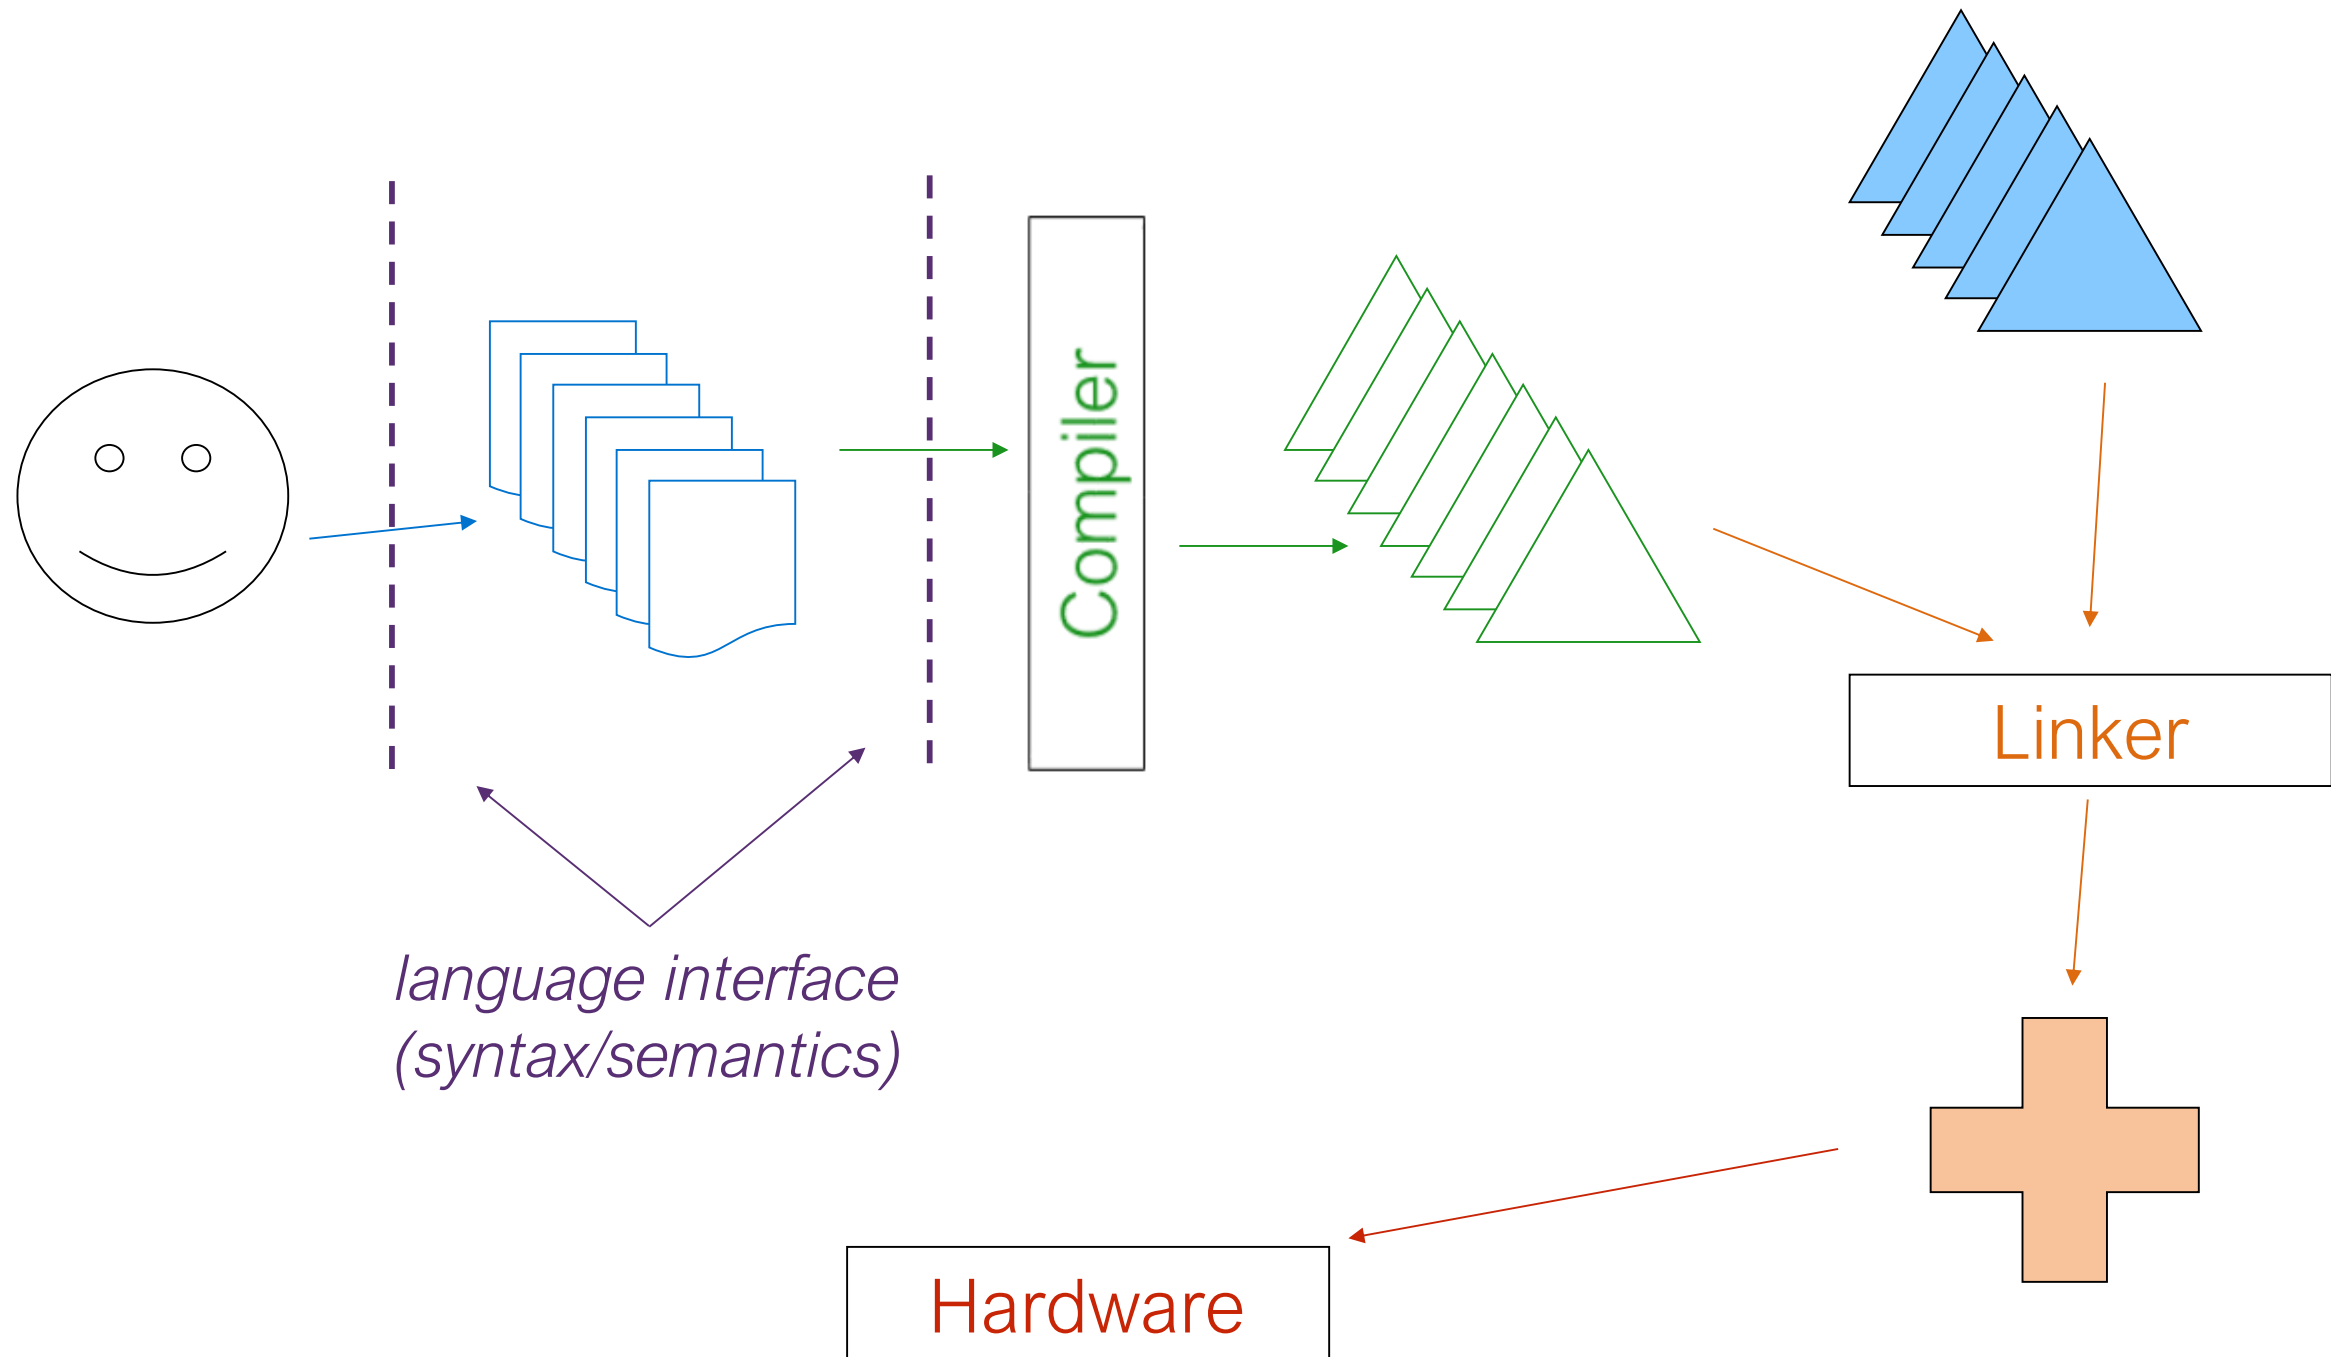 Compiler
Linker
language interface
(syntax/semantics)
Hardware